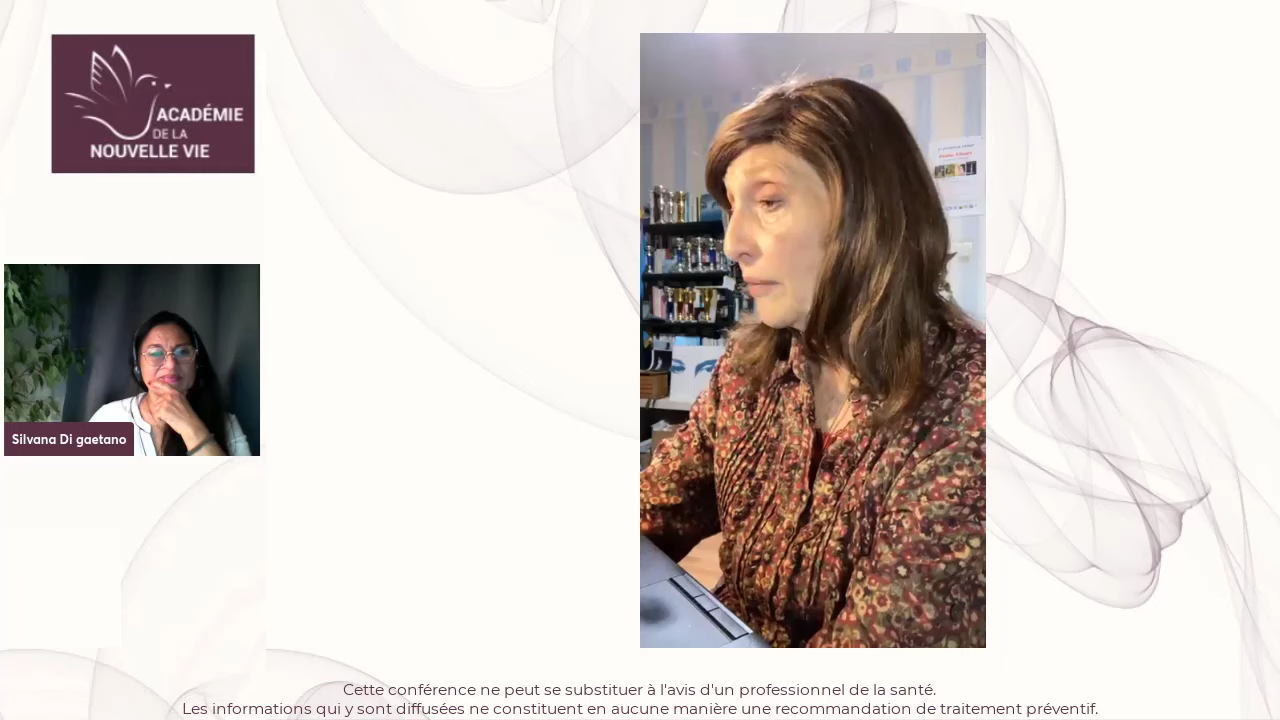 ACADÉMIE
DE LA
NOUVELLE VIE
Silvana Di gaetano
Cette conférence ne peut se substituer à l'avis d'un professionnel de la santé.
Les informations qui y sont diffusées ne constituent en aucune manière une recommandation de traitement préventif.